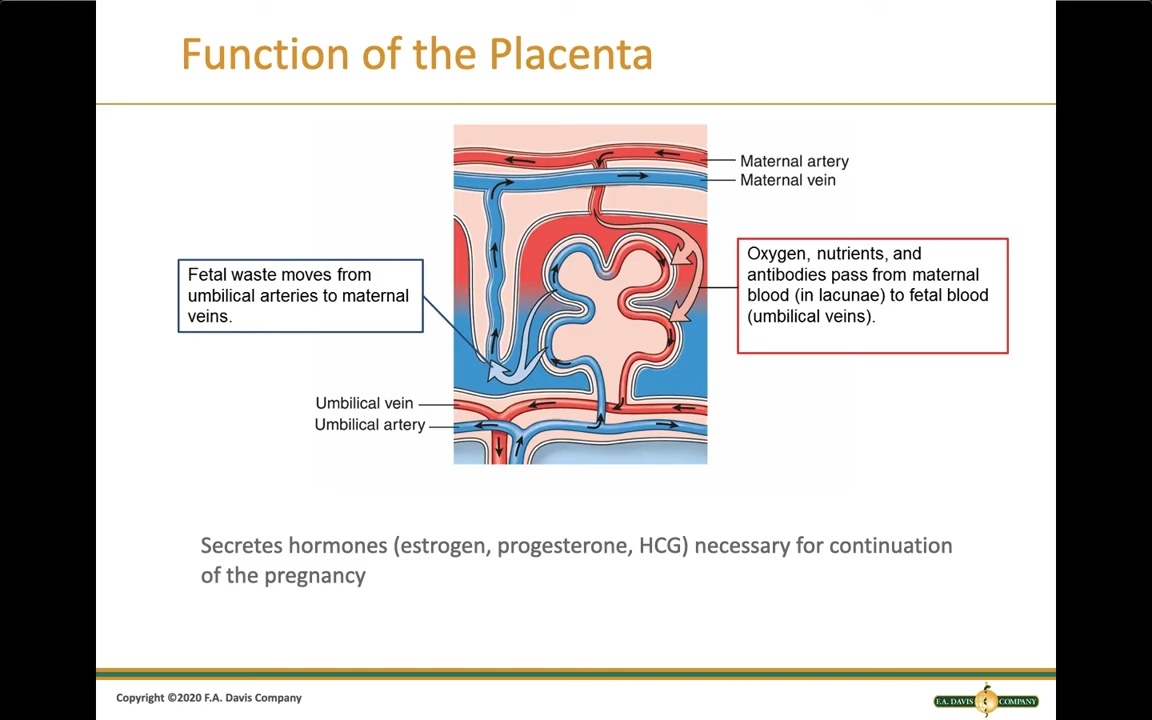 Function of the Placenta
Maternal artery
Maternal vein
Oxygen, nutrients, and
antibodies pass from maternal
blood (in lacunae) to fetal blood
(umbilical veins).
Fetal waste moves from
umbilical arteries to maternal
veins.
Umbilical vein
Umbilical artery
Secretes hormones (estrogen, progesterone, HCG) necessary for continuation
of the pregnancy
Copyright ©2020 F.A. Davis Company
F.A. DAVIS COMPANY